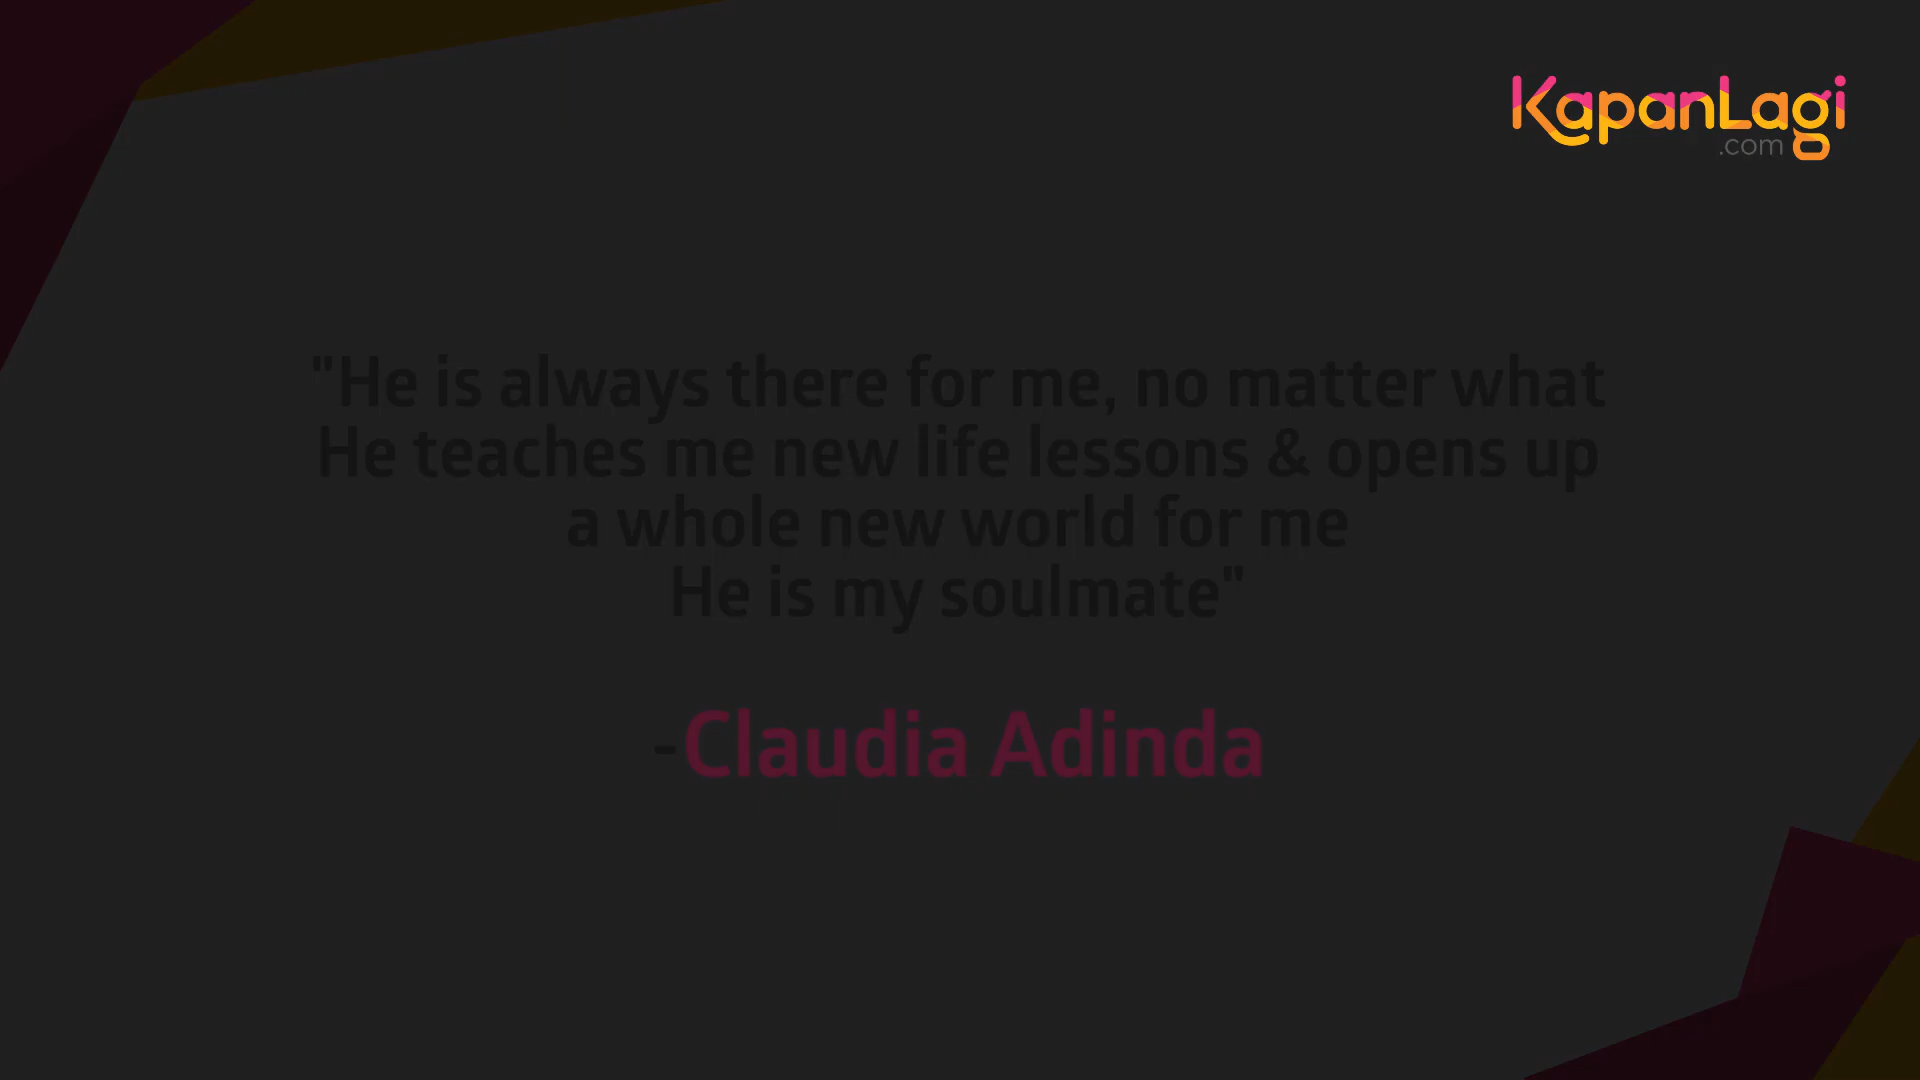 KapanLagi
.com
"He is always there for me, no matter what
He teaches me new life lessons & opens up
a whole new world for me
He is my soulmate"
-Claudia Adinda